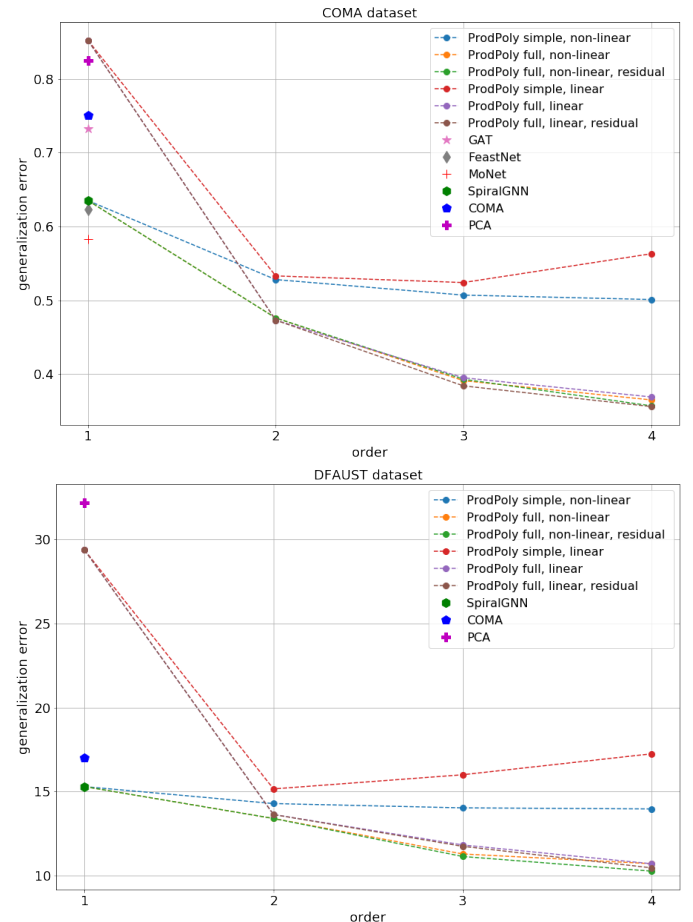 COMA dataset
generalization error
0.8
0.7
0.6
0.5
0.4
ProdPoly simple, non-linear
ProdPoly full, non-linear
ProdPoly full, non-linear, residual
ProdPoly simple, linear
ProdPoly full, linear
ProdPoly full, linear, residual
GAT
FeastNet
MoNet
SpiralGNN
COMA
PCA
1 2 3 4
order
DFAUST dataset
generalization error
30
25
20
15
10
ProdPoly simple, non-linear
ProdPoly full, non-linear
ProdPoly full, non-linear, residual
ProdPoly simple, linear
ProdPoly full, linear
ProdPoly full, linear, residual
SpiralGNN
COMA
PCA
1 2 3 4
order